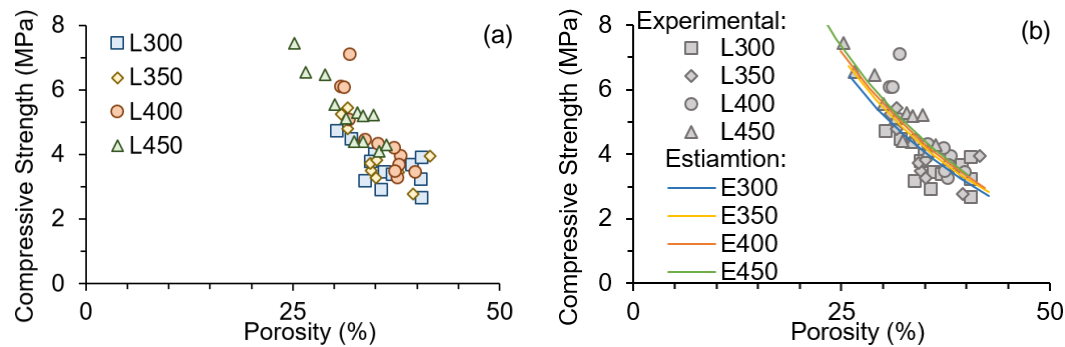 Compressive Strength (MPa)
8
6
4
2
0
L300
L350
L400
L450
(a)
0
25
50
Porosity (%)
Compressive Strength (MPa)
8
6
4
2
0
Experimental:
L300
L350
L400
L450
Estiamtion:
E300
E350
E400
E450
(b)
0
25
50
Porosity (%)